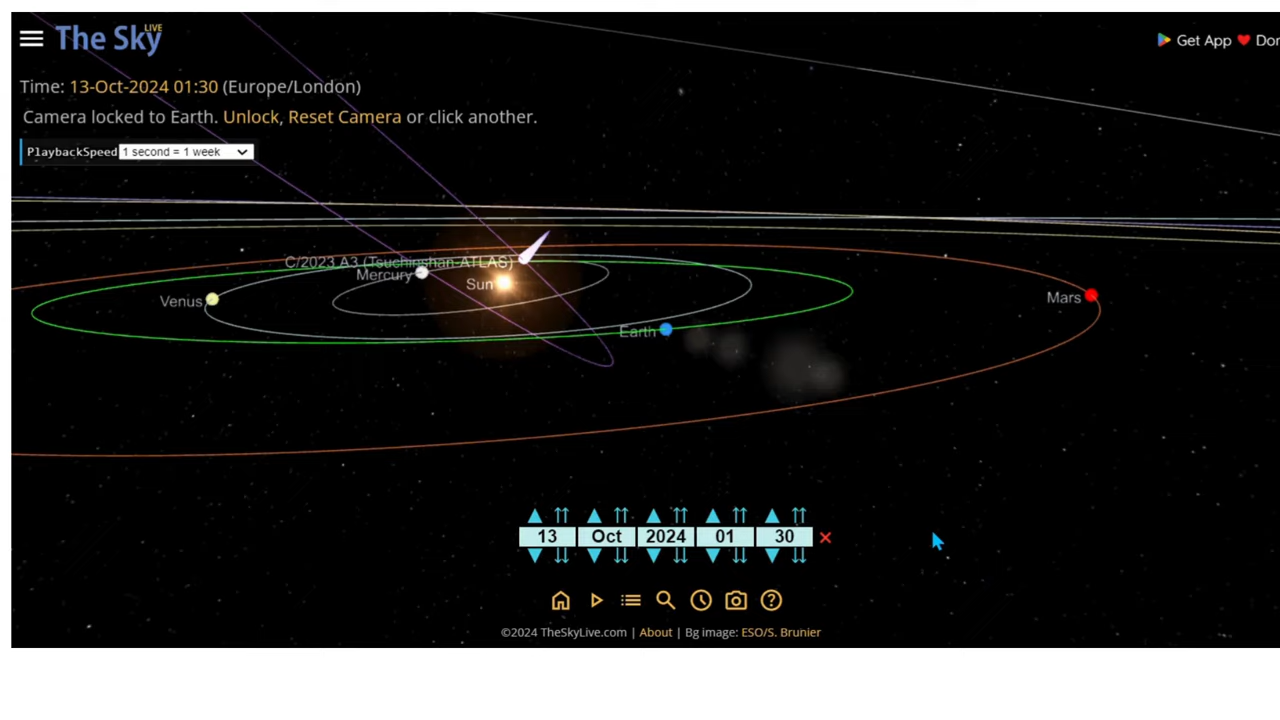 The Sky LIVE
Get App Don
Time: 13-Oct-2024 01:30 (Europe/London)
Camera locked to Earth. Unlock, Reset Camera or click another.
PlaybackSpeed 1 second = 1 week
C/2023 A3 (Tsuchinshan-ATLAS)
Mercury
Sun
Venus
Mars
Earth
13 Oct 2024 01 30
©2024 TheSkyLive.com | About | Bg image: ESO/S. Brunier